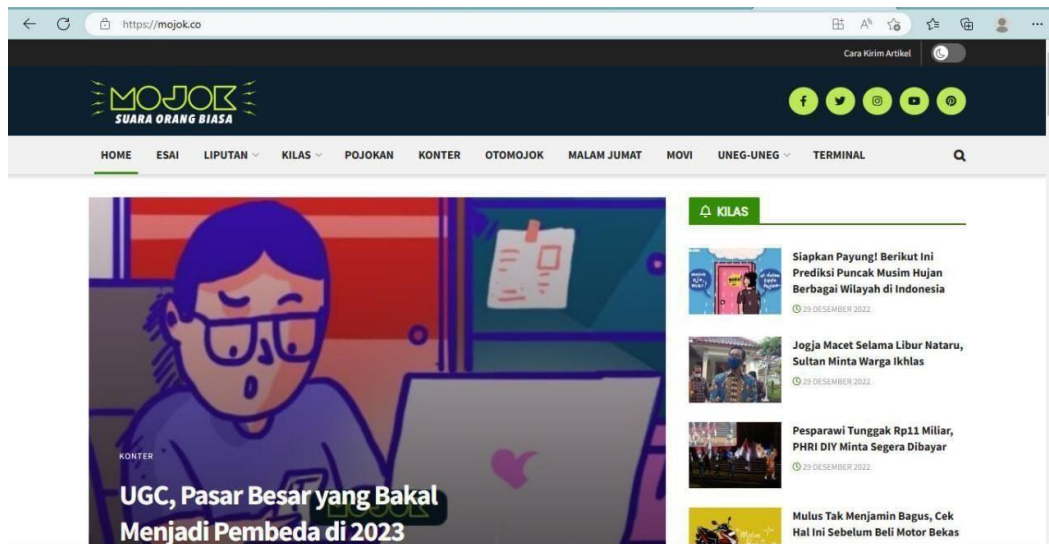 https://mojok.co
Cara Kirim Artikel
MOJOK
SUARA ORANG BIASA
HOME ESAI LIPUTAN KILAS POJOKAN KONTER OTOMOJOK MALAM JUMAT MOVI UNEG-UNEG TERMINAL
KONTER
UGC, Pasar Besar yang Bakal
Menjadi Pembeda di 2023
MOJOK
KILAS
Siapkan Payung! Berikut Ini
Prediksi Puncak Musim Hujan
Berbagai Wilayah di Indonesia
29 DESEMBER 2022
Jogja Macet Selama Libur Nataru,
Sultan Minta Warga Ikhlas
29 DESEMBER 2022
Pesparawi Tunggak Rp11 Miliar,
PHRI DIY Minta Segera Dibayar
29 DESEMBER 2022
Mulus Tak Menjamin Bagus, Cek
Hal Ini Sebelum Beli Motor Bekas